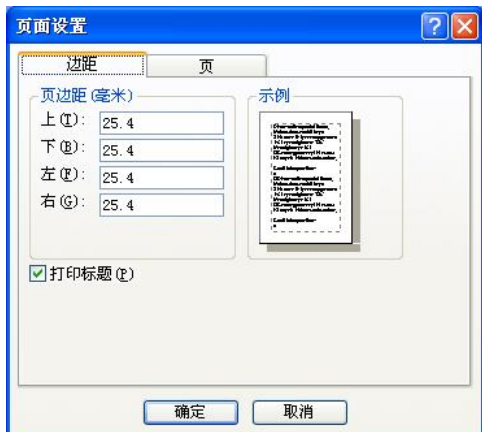 页面设置
边距
页
页边距(毫米)
上(T): 25.4
下(B): 25.4
左(F): 25.4
右(G): 25.4
示例
打印标题(P)
确定
取消